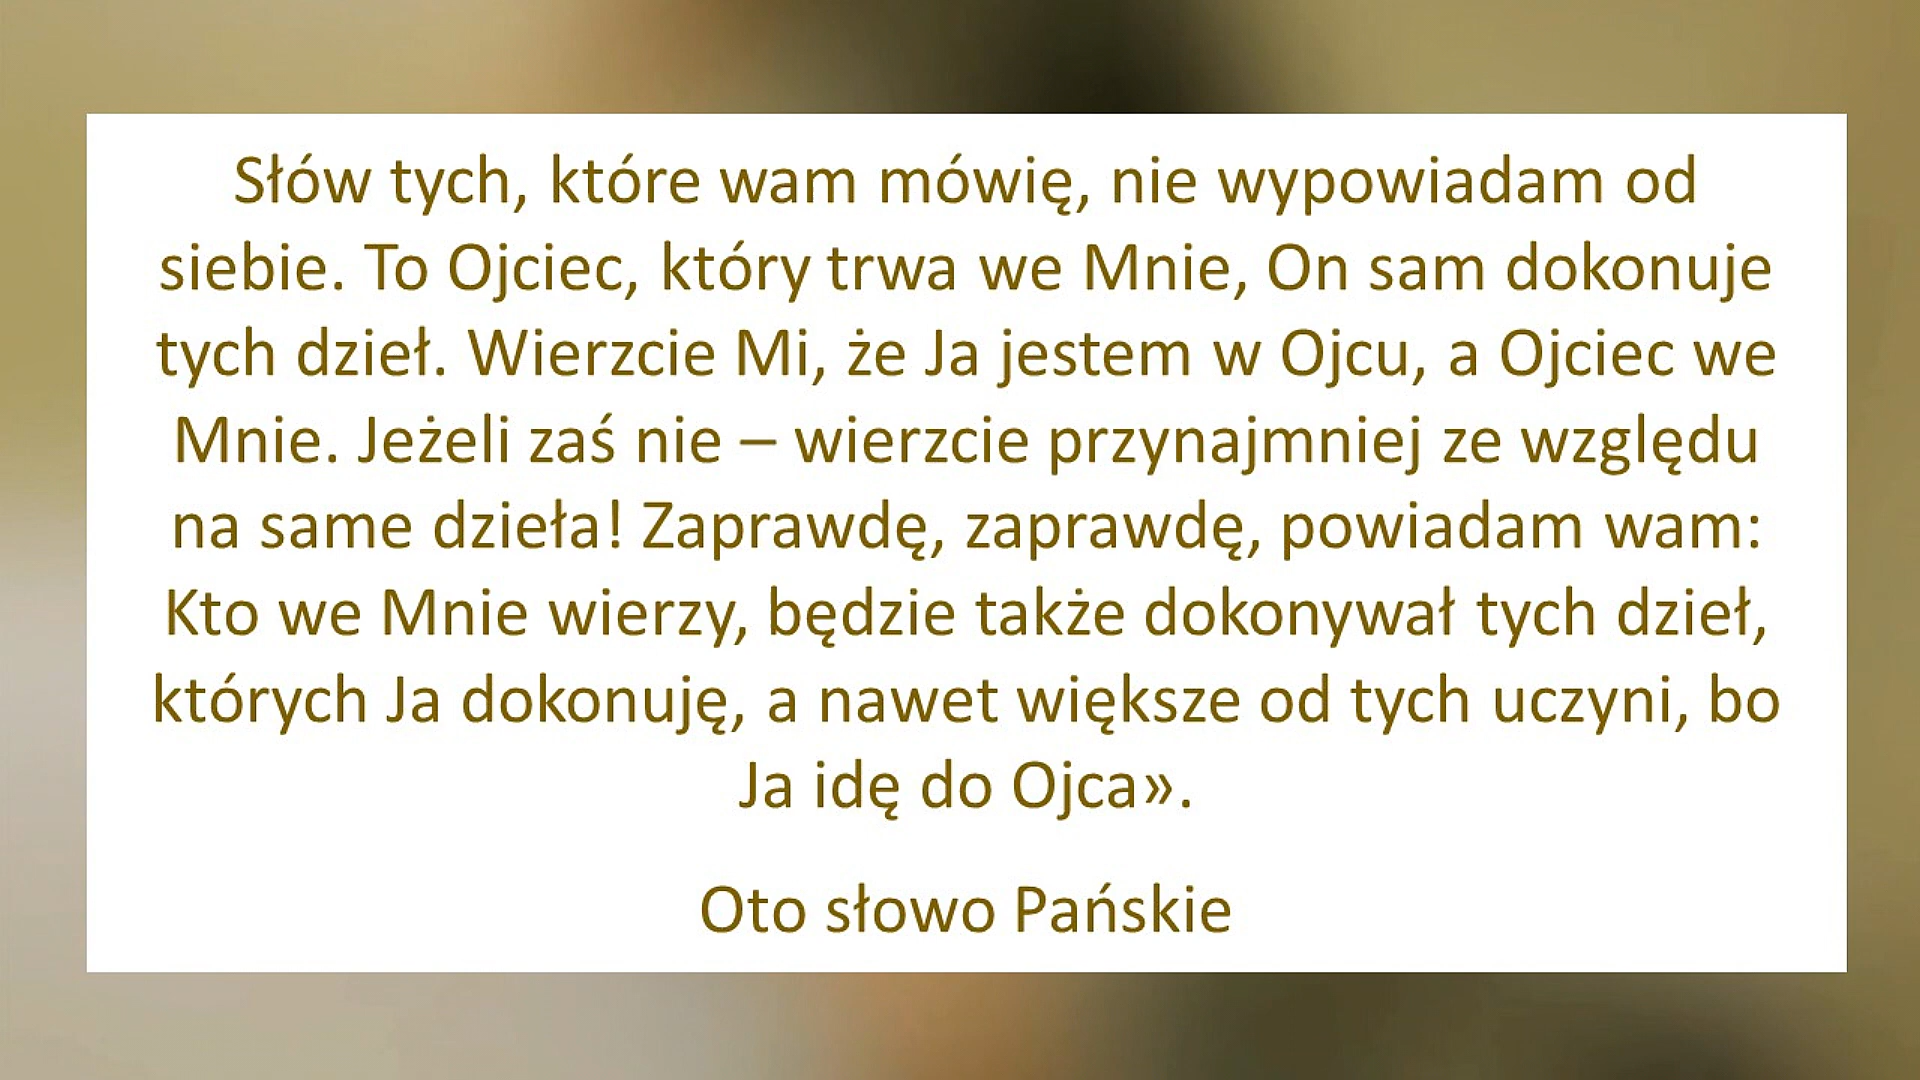 Słów tych, które wam mówię, nie wypowiadam od
siebie. To Ojciec, który trwa we Mnie, On sam dokonuje
tych dzieł. Wierzcie Mi, że Ja jestem w Ojcu, a Ojciec we
Mnie. Jeżeli zaś nie – wierzcie przynajmniej ze względu
na same dzieła! Zaprawdę, zaprawdę, powiadam wam:
Kto we Mnie wierzy, będzie także dokonywał tych dzieł,
których Ja dokonuję, a nawet większe od tych uczyni, bo
Ja idę do Ojca».
Oto słowo Pańskie